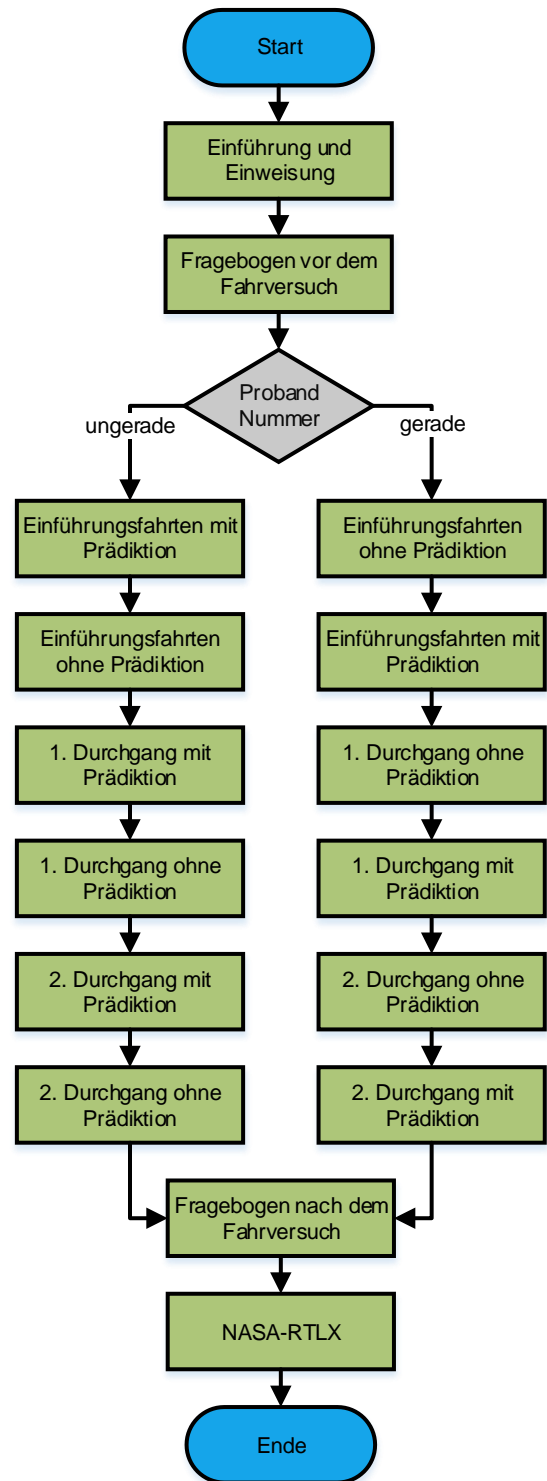 Start
Einführung und
Einweisung
Fragebogen vor dem
Fahrversuch
Proband
Nummer
ungerade
gerade
Einführungsfahrten mit
Prädiktion
Einführungsfahrten
ohne Prädiktion
Einführungsfahrten
ohne Prädiktion
Einführungsfahrten mit
Prädiktion
1. Durchgang mit
Prädiktion
1. Durchgang ohne
Prädiktion
1. Durchgang ohne
Prädiktion
1. Durchgang mit
Prädiktion
2. Durchgang mit
Prädiktion
2. Durchgang ohne
Prädiktion
2. Durchgang ohne
Prädiktion
2. Durchgang mit
Prädiktion
Fragebogen nach dem
Fahrversuch
NASA-RTLX
Ende